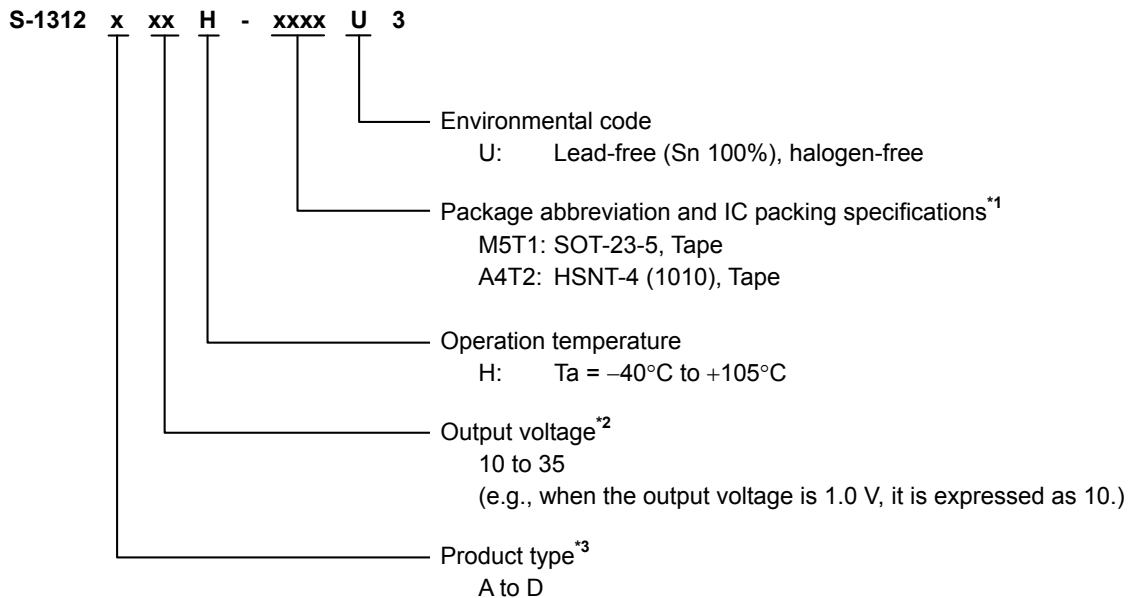 S-1312 x xx H - xxxx U 3
Environmental code
U: Lead-free (Sn 100%), halogen-free
Package abbreviation and IC packing specifications*1
M5T1: SOT-23-5, Tape
A4T2: HSNT-4 (1010), Tape
Operation temperature
H: Ta = −40°C to +105°C
Output voltage*2
10 to 35
(e.g., when the output voltage is 1.0 V, it is expressed as 10.)
Product type*3
A to D